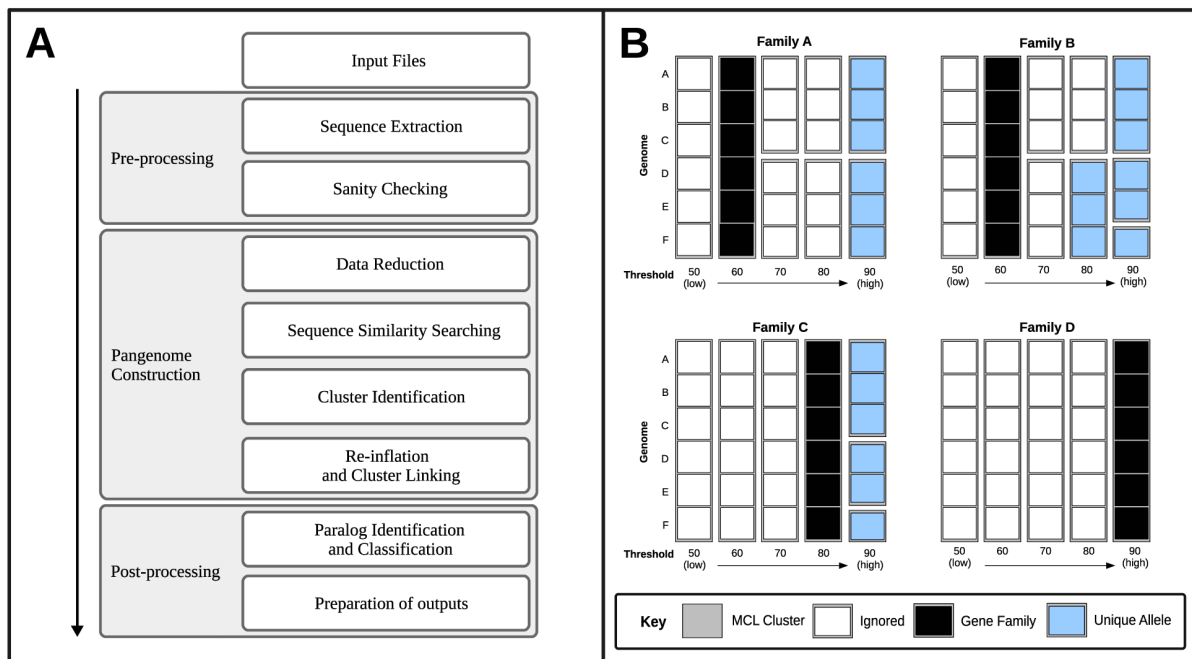 A
Input Files
Pre-processing
Sequence Extraction
Sanity Checking
Pangenome
Construction
Data Reduction
Sequence Similarity Searching
Cluster Identification
Re-inflation
and Cluster Linking
Post-processing
Paralog Identification
and Classification
Preparation of outputs
B
Family A
Genome
A
B
C
D
E
F
Threshold
50 60 70 80 90
(low) (high)
Family B
50 60 70 80 90
(low) (high)
Family C
Genome
A
B
C
D
E
F
Threshold
50 60 70 80 90
(low) (high)
Family D
50 60 70 80 90
(low) (high)
Key MCL Cluster Ignored Gene Family Unique Allele